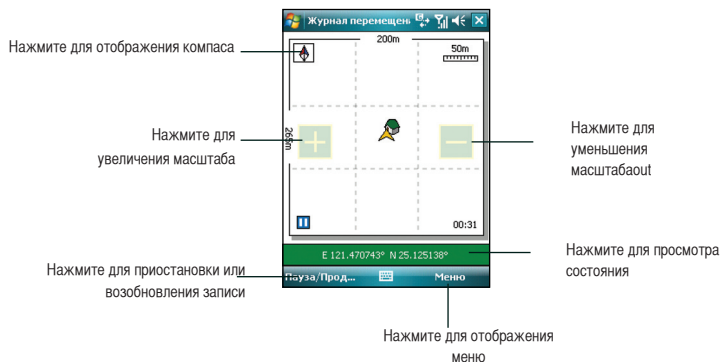 Журнал перемещен
Нажмите для отображения компаса
200m
50m
265m
Нажмите для
увеличения масштаба
Нажмите для
уменьшения
масштабаout
00:31
E 121.470743° N 25.125138°
Нажмите для просмотра
состояния
Нажмите для приостановки или
возобновления записи
Пауза/Прод...
Меню
Нажмите для отображения
меню